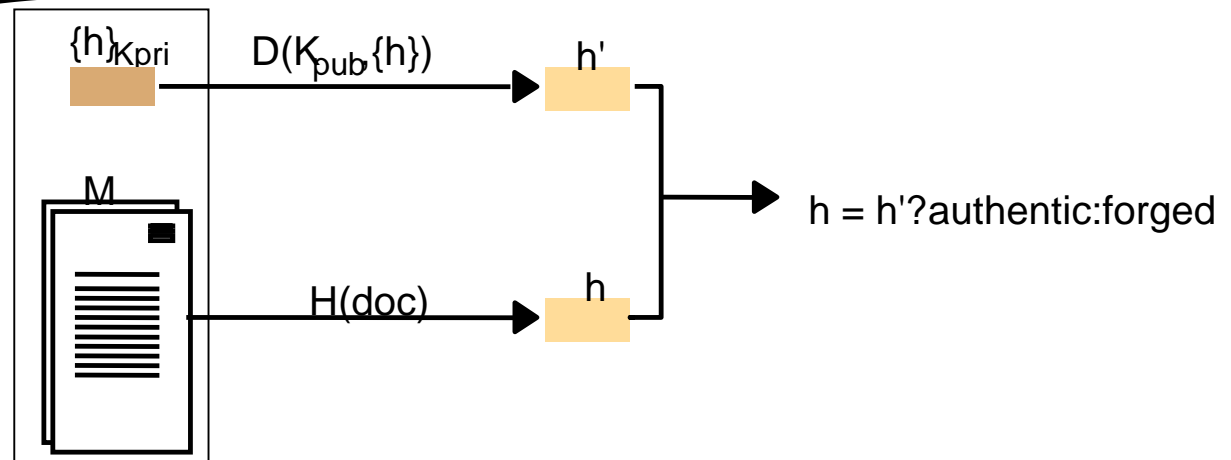 {h}Kpri
D(Kpub,{h})
h'
M
h = h'?authentic:forged
H(doc)
h